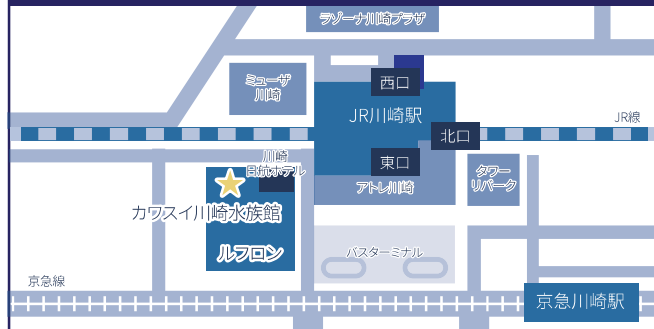 ラゾーナ川崎プラザ
ミューザ
川崎
西口
JR川崎駅
JR線
北口
川崎
日航ホテル
東口
タワー
リパーク
アトレ川崎
カワスイ川崎水族館
ルフロン
バスターミナル
京急線
京急川崎駅